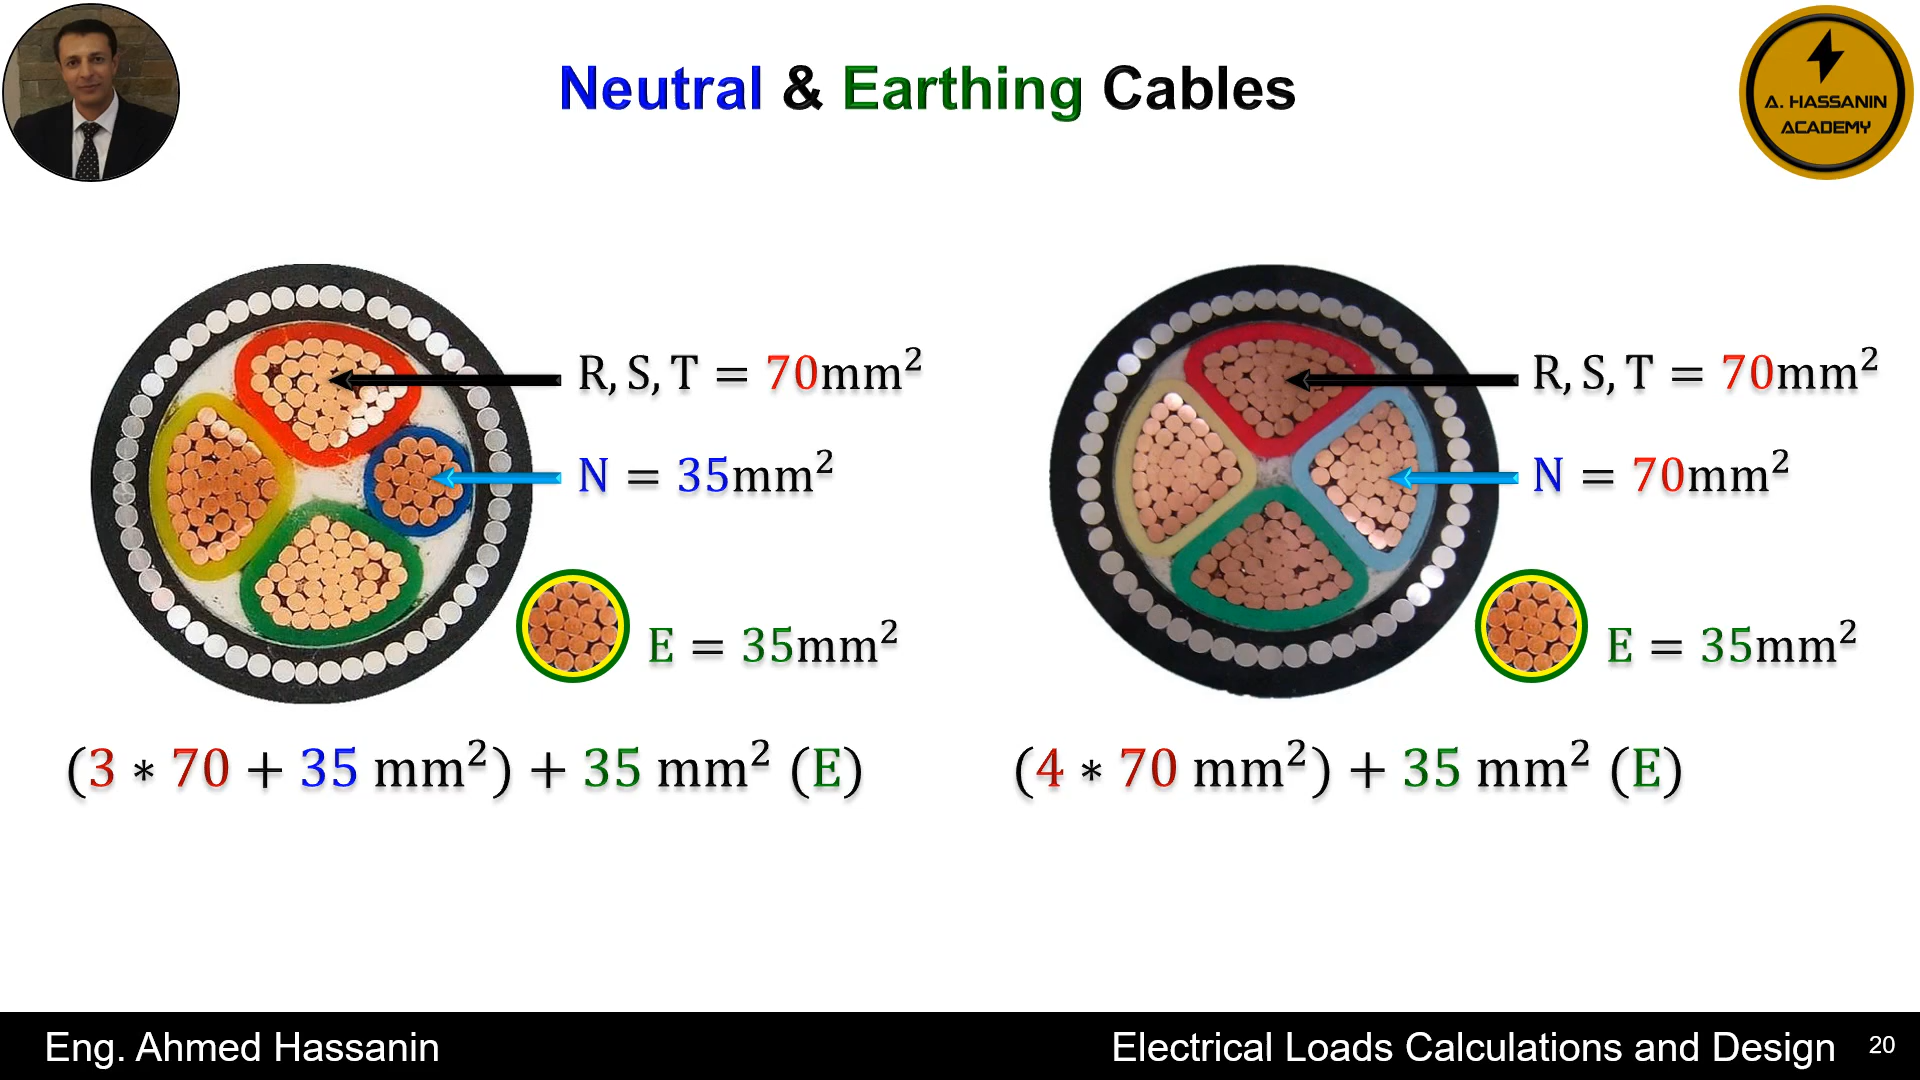 Neutral & Earthing Cables
A. HASSANIN
ACADEMY
R, S, T = 70mm²
N = 35mm²
E = 35mm²
(3 ∗ 70 + 35 mm²) + 35 mm² (E)
R, S, T = 70mm²
N = 70mm²
E = 35mm²
(4 ∗ 70 mm²) + 35 mm² (E)
Eng. Ahmed Hassanin
Electrical Loads Calculations and Design 20